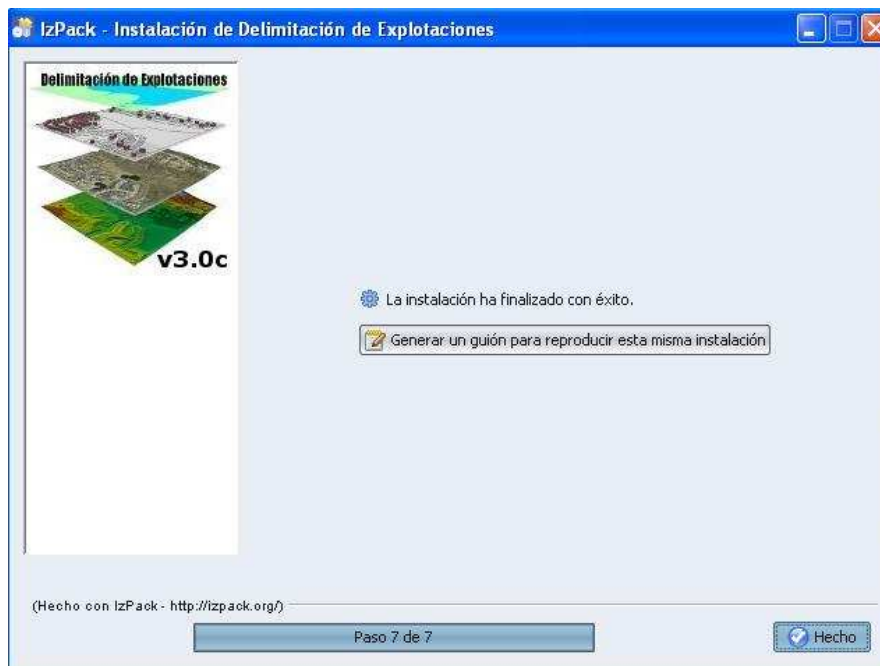 IzPack - Instalación de Delimitación de Explotaciones
Delimitación de Explotaciones
v3.0c
La instalación ha finalizado con éxito.
Generar un guión para reproducir esta misma instalación
(Hecho con IzPack - http://izpack.org/)
Paso 7 de 7
Hecho